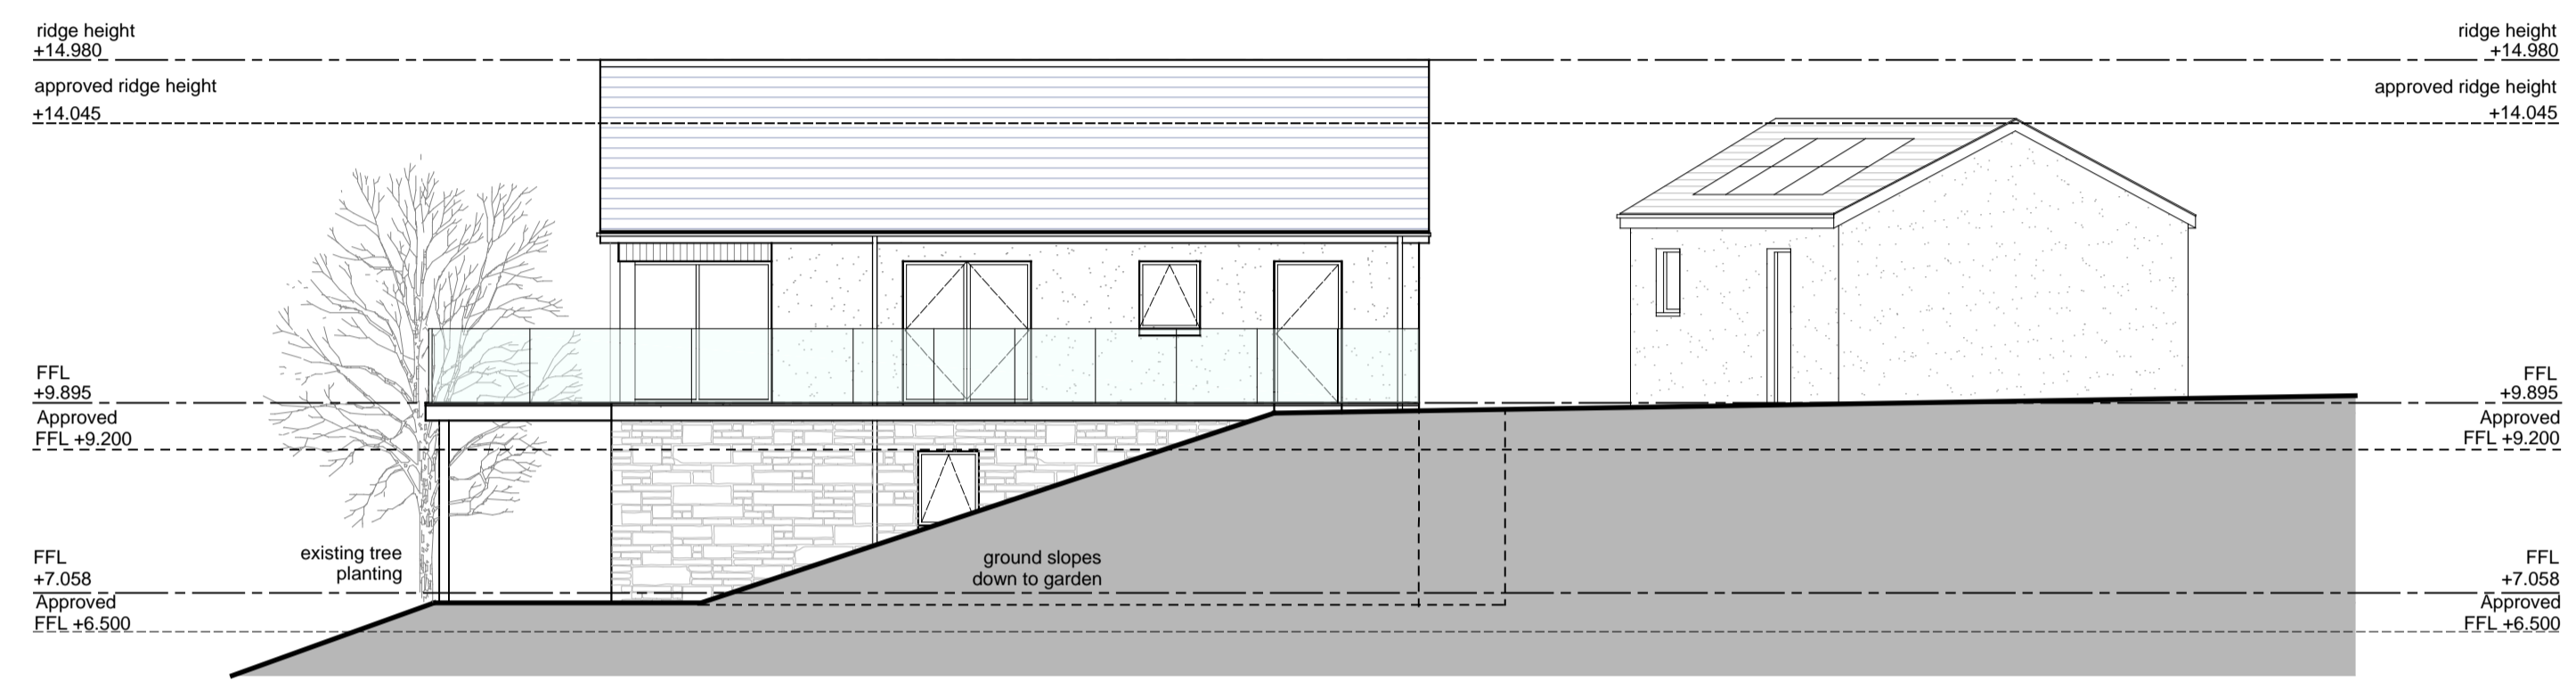 ridge height
+14.980
approved ridge height
+14.045
ridge height
+14.980
approved ridge height
+14.045
FFL
+9.895
Approved
FFL +9.200
FFL
+9.895
Approved
FFL +9.200
existing tree
planting
ground slopes
down to garden
FFL
+7.058
Approved
FFL +6.500
FFL
+7.058
Approved
FFL +6.500